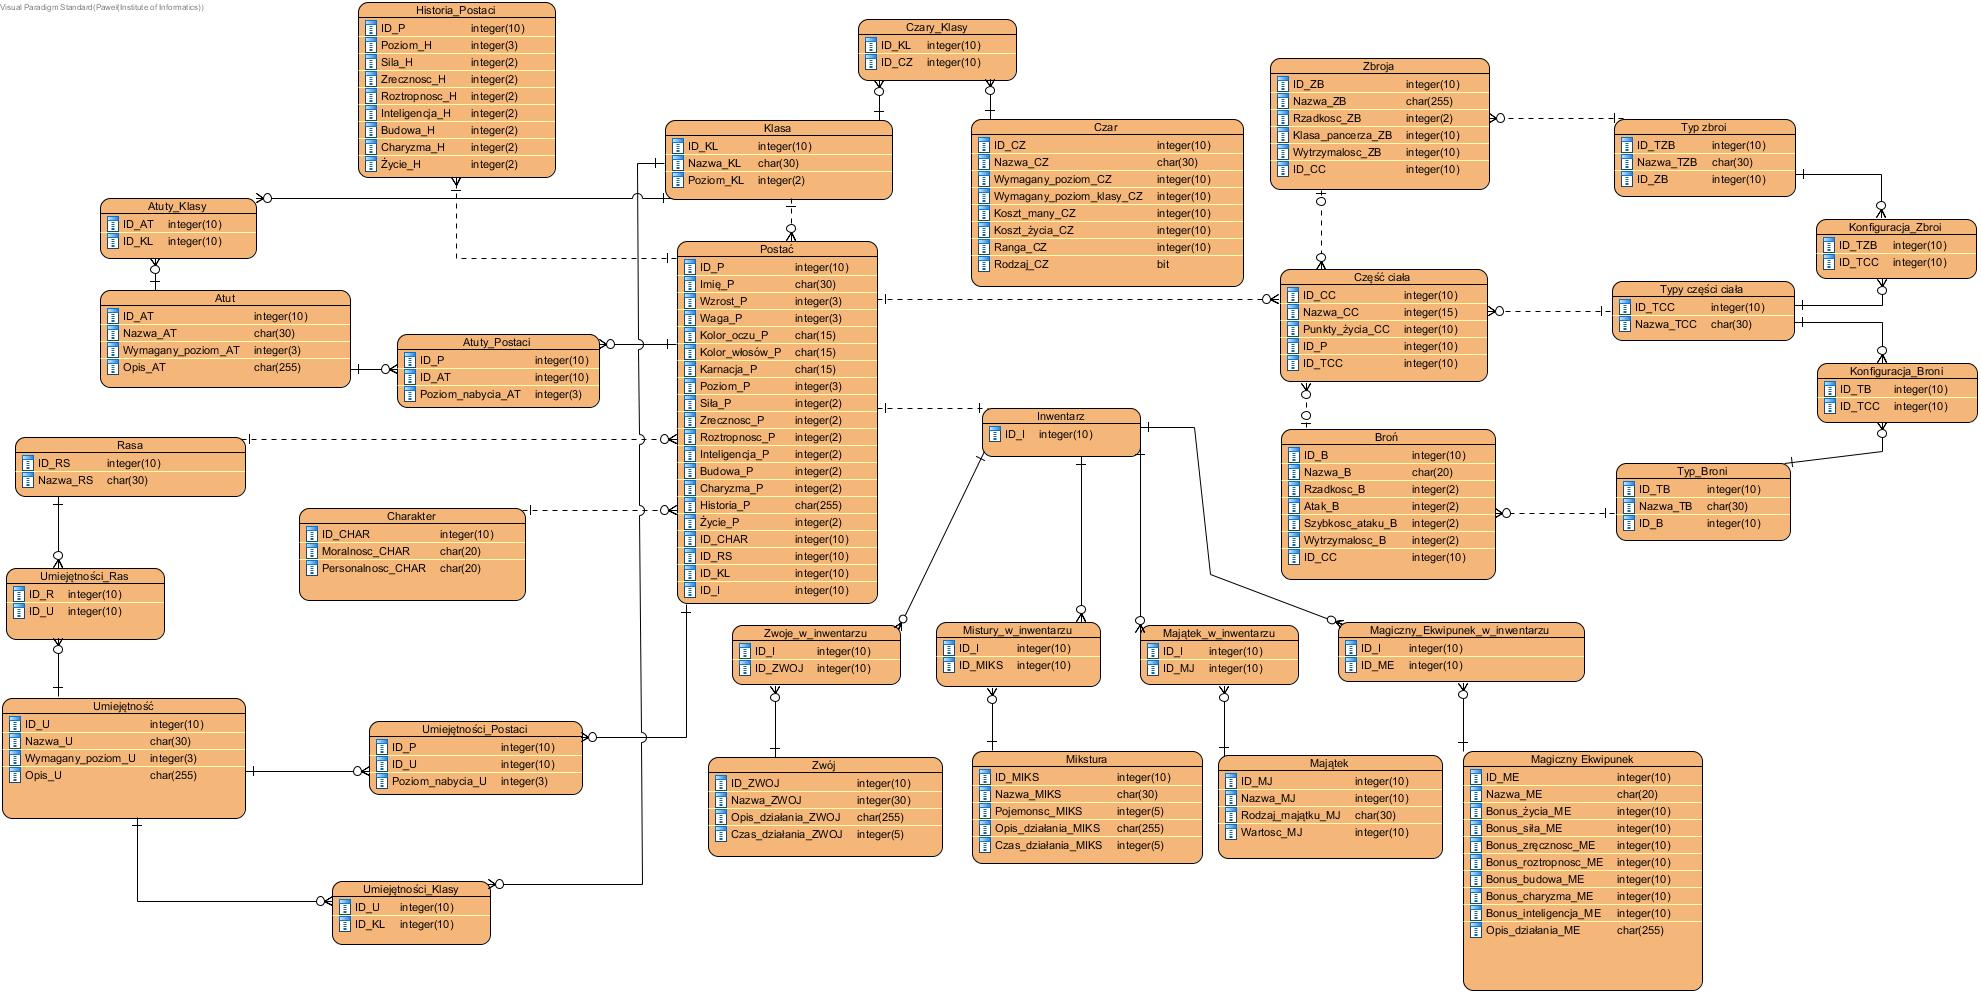 Visual Paradigm Standard(Paweł(Institute of Informatics))
Historia_Postaci
ID_P integer(10)
Poziom_H integer(3)
Sila_H integer(2)
Zrecznosc_H integer(2)
Roztropnosc_H integer(2)
Inteligencja_H integer(2)
Budowa_H integer(2)
Charyzma_H integer(2)
Życie_H integer(2)
Czary_Klasy
ID_KL integer(10)
ID_CZ integer(10)
Klasa
ID_KL integer(10)
Nazwa_KL char(30)
Poziom_KL integer(2)
Czar
ID_CZ integer(10)
Nazwa_CZ char(30)
Wymagany_poziom_CZ integer(10)
Wymagany_poziom_klasy_CZ integer(10)
Koszt_many_CZ integer(10)
Koszt_życia_CZ integer(10)
Ranga_CZ integer(10)
Rodzaj_CZ bit
Zbroja
ID_ZB integer(10)
Nazwa_ZB char(255)
Rzadkosc_ZB integer(2)
Klasa_pancerza_ZB integer(10)
Wytrzymalosc_ZB integer(10)
ID_CC integer(10)
Typ zbroi
ID_TZB integer(10)
Nazwa_TZB char(30)
ID_ZB integer(10)
Konfiguracja_Zbroi
ID_TZB integer(10)
ID_TCC integer(10)
Atuty_Klasy
ID_AT integer(10)
ID_KL integer(10)
Atut
ID_AT integer(10)
Nazwa_AT char(30)
Wymagany_poziom_AT integer(3)
Opis_AT char(255)
Atuty_Postaci
ID_P integer(10)
ID_AT integer(10)
Poziom_nabycia_AT integer(3)
Postać
ID_P integer(10)
Imię_P char(30)
Wzrost_P integer(3)
Waga_P integer(3)
Kolor_oczu_P char(15)
Kolor_włosów_P char(15)
Karnacja_P char(15)
Poziom_P integer(3)
Siła_P integer(2)
Zrecznosc_P integer(2)
Roztropnosc_P integer(2)
Inteligencja_P integer(2)
Budowa_P integer(2)
Charyzma_P integer(2)
Historia_P char(255)
Życie_P integer(2)
ID_CHAR integer(10)
ID_RS integer(10)
ID_KL integer(10)
ID_I integer(10)
Część ciała
ID_CC integer(10)
Nazwa_CC integer(15)
Punkty_życia_CC integer(10)
ID_P integer(10)
ID_TCC integer(10)
Typy części ciała
ID_TCC integer(10)
Nazwa_TCC char(30)
Konfiguracja_Broni
ID_TB integer(10)
ID_TCC integer(10)
Inwentarz
ID_I integer(10)
Broń
ID_B integer(10)
Nazwa_B char(20)
Rzadkosc_B integer(2)
Atak_B integer(2)
Szybkosc_ataku_B integer(2)
Wytrzymalosc_B integer(2)
ID_CC integer(10)
Typ_Broni
ID_TB integer(10)
Nazwa_TB char(30)
ID_B integer(10)
Rasa
ID_RS integer(10)
Nazwa_RS char(30)
Charakter
ID_CHAR integer(10)
Moralnosc_CHAR char(20)
Personalnosc_CHAR char(20)
Umiejętności_Ras
ID_R integer(10)
ID_U integer(10)
Zwoje_w_inwentarzu
ID_I integer(10)
ID_ZWOJ integer(10)
Mistury_w_inwentarzu
ID_I integer(10)
ID_MIKS integer(10)
Majątek_w_inwentarzu
ID_I integer(10)
ID_MJ integer(10)
Magiczny_Ekwipunek_w_inwentarzu
ID_I integer(10)
ID_ME integer(10)
Umiejętność
ID_U integer(10)
Nazwa_U char(30)
Wymagany_poziom_U integer(3)
Opis_U char(255)
Umiejętności_Postaci
ID_P integer(10)
ID_U integer(10)
Poziom_nabycia_U integer(3)
Zwój
ID_ZWOJ integer(10)
Nazwa_ZWOJ integer(30)
Opis_działania_ZWOJ char(255)
Czas_działania_ZWOJ integer(5)
Mikstura
ID_MIKS integer(10)
Nazwa_MIKS char(30)
Pojemonsc_MIKS integer(5)
Opis_działania_MIKS char(255)
Czas_działania_MIKS integer(5)
Majątek
ID_MJ integer(10)
Nazwa_MJ integer(10)
Rodzaj_majątku_MJ char(30)
Wartosc_MJ integer(10)
Magiczny Ekwipunek
ID_ME integer(10)
Nazwa_ME char(20)
Bonus_życia_ME integer(10)
Bonus_siła_ME integer(10)
Bonus_zręcznosc_ME integer(10)
Bonus_roztropnosc_ME integer(10)
Bonus_budowa_ME integer(10)
Bonus_charyzma_ME integer(10)
Bonus_inteligencja_ME integer(10)
Opis_działania_ME char(255)
Umiejętności_Klasy
ID_U integer(10)
ID_KL integer(10)